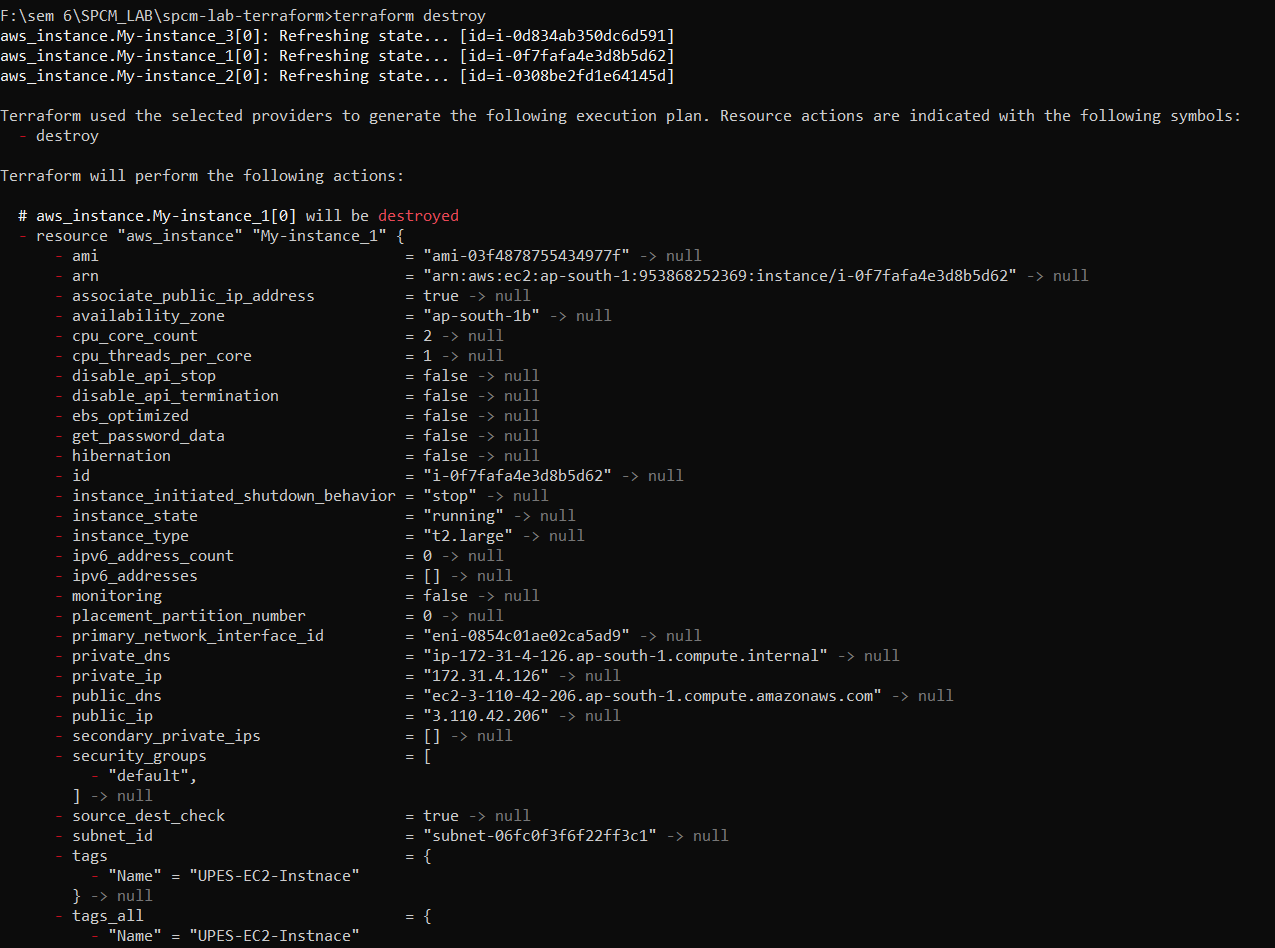 F:\sem 6\SPCM_LAB\spcm-lab-terraform>terraform destroy
aws_instance.My-instance_3[0]: Refreshing state... [id=i-0d834ab350dc6d591]
aws_instance.My-instance_1[0]: Refreshing state... [id=i-0f7fafa4e3d8b5d62]
aws_instance.My-instance_2[0]: Refreshing state... [id=i-0308be2fd1e64145d]

Terraform used the selected providers to generate the following execution plan. Resource actions are indicated with the following symbols:
  - destroy

Terraform will perform the following actions:

  # aws_instance.My-instance_1[0] will be destroyed
  - resource "aws_instance" "My-instance_1" {
      - ami                                  = "ami-03f4878755434977f" -> null
      - arn                                  = "arn:aws:ec2:ap-south-1:953868252369:instance/i-0f7fafa4e3d8b5d62" -> null
      - associate_public_ip_address          = true -> null
      - availability_zone                    = "ap-south-1b" -> null
      - cpu_core_count                       = 2 -> null
      - cpu_threads_per_core                 = 1 -> null
      - disable_api_stop                     = false -> null
      - disable_api_termination              = false -> null
      - ebs_optimized                        = false -> null
      - get_password_data                    = false -> null
      - hibernation                          = false -> null
      - id                                   = "i-0f7fafa4e3d8b5d62" -> null
      - instance_initiated_shutdown_behavior = "stop" -> null
      - instance_state                       = "running" -> null
      - instance_type                        = "t2.large" -> null
      - ipv6_address_count                   = 0 -> null
      - ipv6_addresses                       = [] -> null
      - monitoring                           = false -> null
      - placement_partition_number           = 0 -> null
      - primary_network_interface_id         = "eni-0854c01ae02ca5ad9" -> null
      - private_dns                          = "ip-172-31-4-126.ap-south-1.compute.internal" -> null
      - private_ip                           = "172.31.4.126" -> null
      - public_dns                           = "ec2-3-110-42-206.ap-south-1.compute.amazonaws.com" -> null
      - public_ip                            = "3.110.42.206" -> null
      - secondary_private_ips                = [] -> null
      - security_groups                      = [
          - "default",
        ] -> null
      - source_dest_check                    = true -> null
      - subnet_id                            = "subnet-06fc0f3f6f22ff3c1" -> null
      - tags                                 = {
          - "Name" = "UPES-EC2-Instnace"
        } -> null
      - tags_all                             = {
          - "Name" = "UPES-EC2-Instnace"